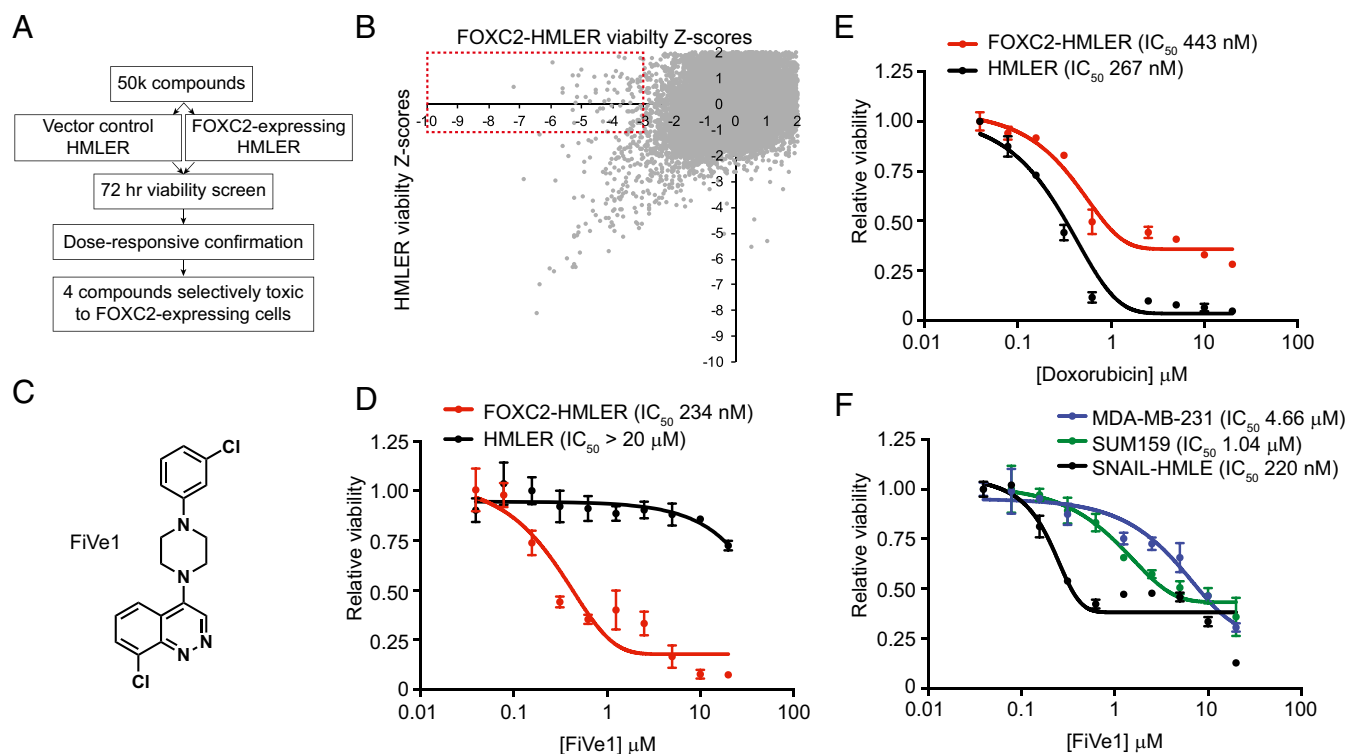 A
50k compounds
Vector control
HMLER
FOXC2-expressing
HMLER
72 hr viability screen
Dose-responsive confirmation
4 compounds selectively toxic
to FOXC2-expressing cells
B
FOXC2-HMLER viabilty Z-scores
HMLER viabilty Z-scores
2
1
0
-1
-2
-3
-4
-5
-6
-7
-8
-9
-10
-10 -9 -8 -7 -6 -5 -4 -3 -2 -1 0 1 2
C
FiVe1
Cl
N
N
N
N
Cl
D
FOXC2-HMLER (IC50 234 nM)
HMLER (IC50 > 20 μM)
Relative viability
1.25
1.00
0.75
0.50
0.25
0
0.01 0.1 1 10 100
[FiVe1] μM
E
FOXC2-HMLER (IC50 443 nM)
HMLER (IC50 267 nM)
Relative viability
1.25
1.00
0.75
0.50
0.25
0
0.01 0.1 1 10 100
[Doxorubicin] μM
F
MDA-MB-231 (IC50 4.66 μM)
SUM159 (IC50 1.04 μM)
SNAIL-HMLE (IC50 220 nM)
Relative viability
1.25
1.00
0.75
0.50
0.25
0
0.01 0.1 1 10 100
[FiVe1] μM